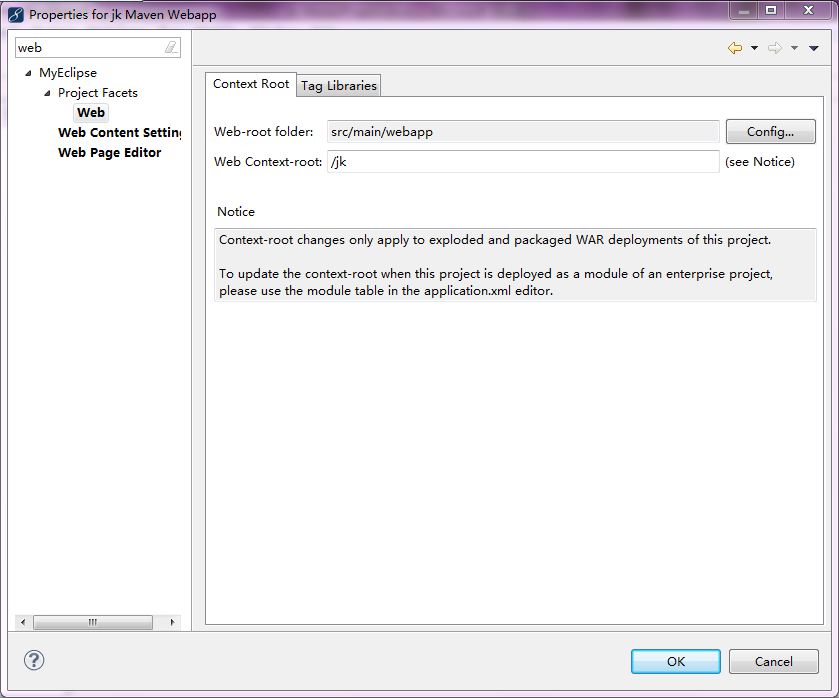 Properties for jk Maven Webapp
web
MyEclipse
Project Facets
Web
Web Content Setting
Web Page Editor
Context Root
Tag Libraries
Web-root folder: src/main/webapp Config...
Web Context-root: /jk (see Notice)
Notice
Context-root changes only apply to exploded and packaged WAR deployments of this project.
To update the context-root when this project is deployed as a module of an enterprise project,
please use the module table in the application.xml editor.
OK
Cancel